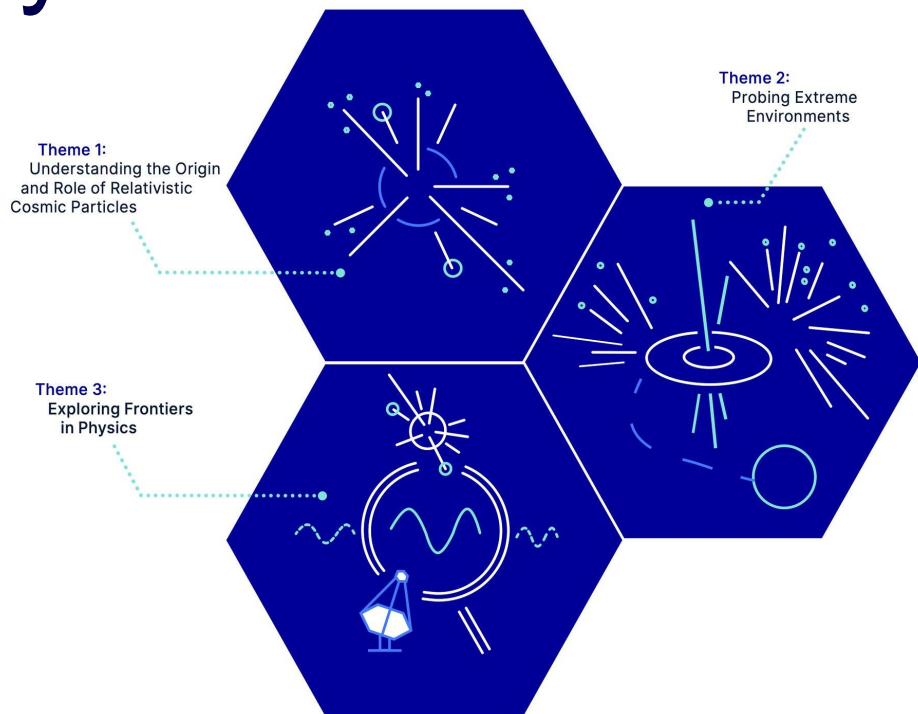 Theme 1:
Understanding the Origin
and Role of Relativistic
Cosmic Particles
Theme 2:
Probing Extreme
Environments
Theme 3:
Exploring Frontiers
in Physics